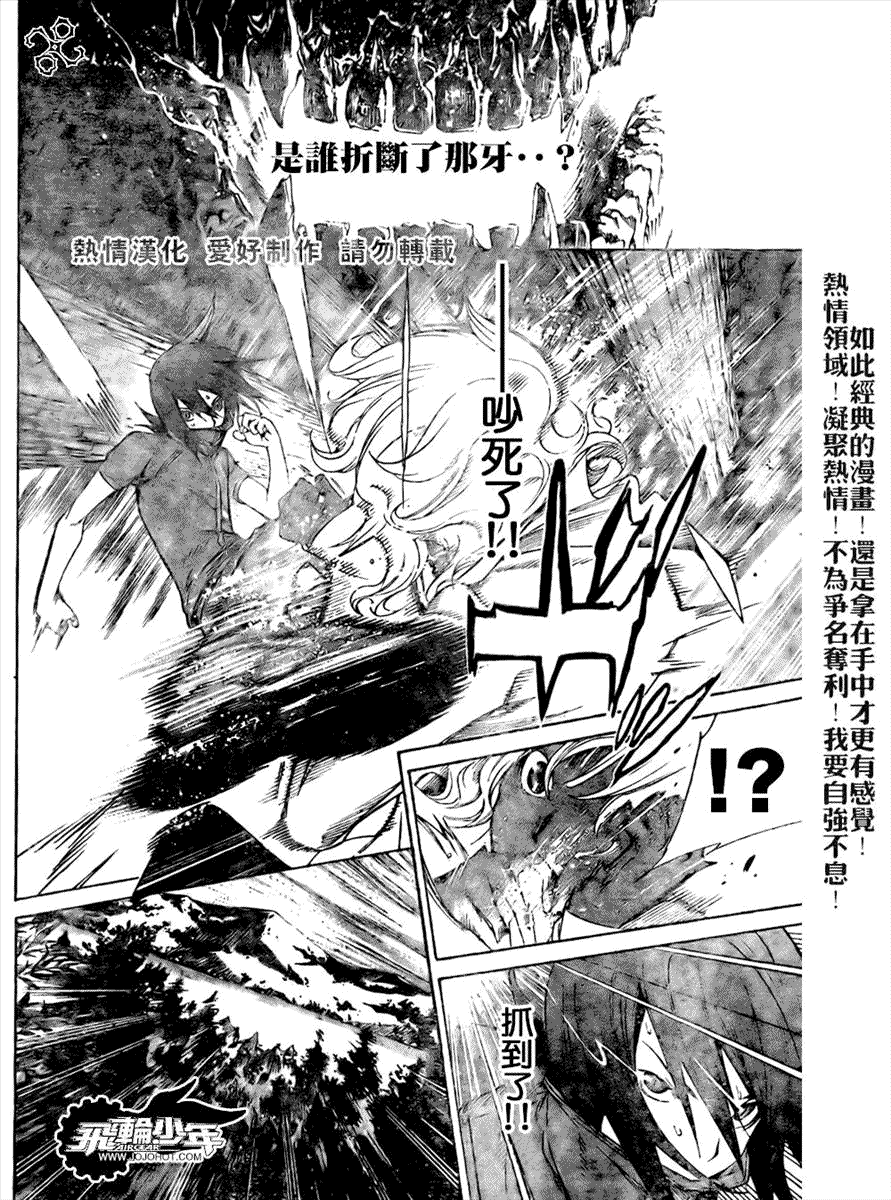 是誰折斷了那牙‥？
熱情漢化 愛好制作 請勿轉載
如此經典的漫畫！還是拿在手中才更有感覺！
熱情領域！凝聚熱情！不為爭名奪利！我要自強不息！
——吵死了!!
!?
抓到了!!
飛輪少年
AIRGEAR
WWW.JOJOHOT.COM